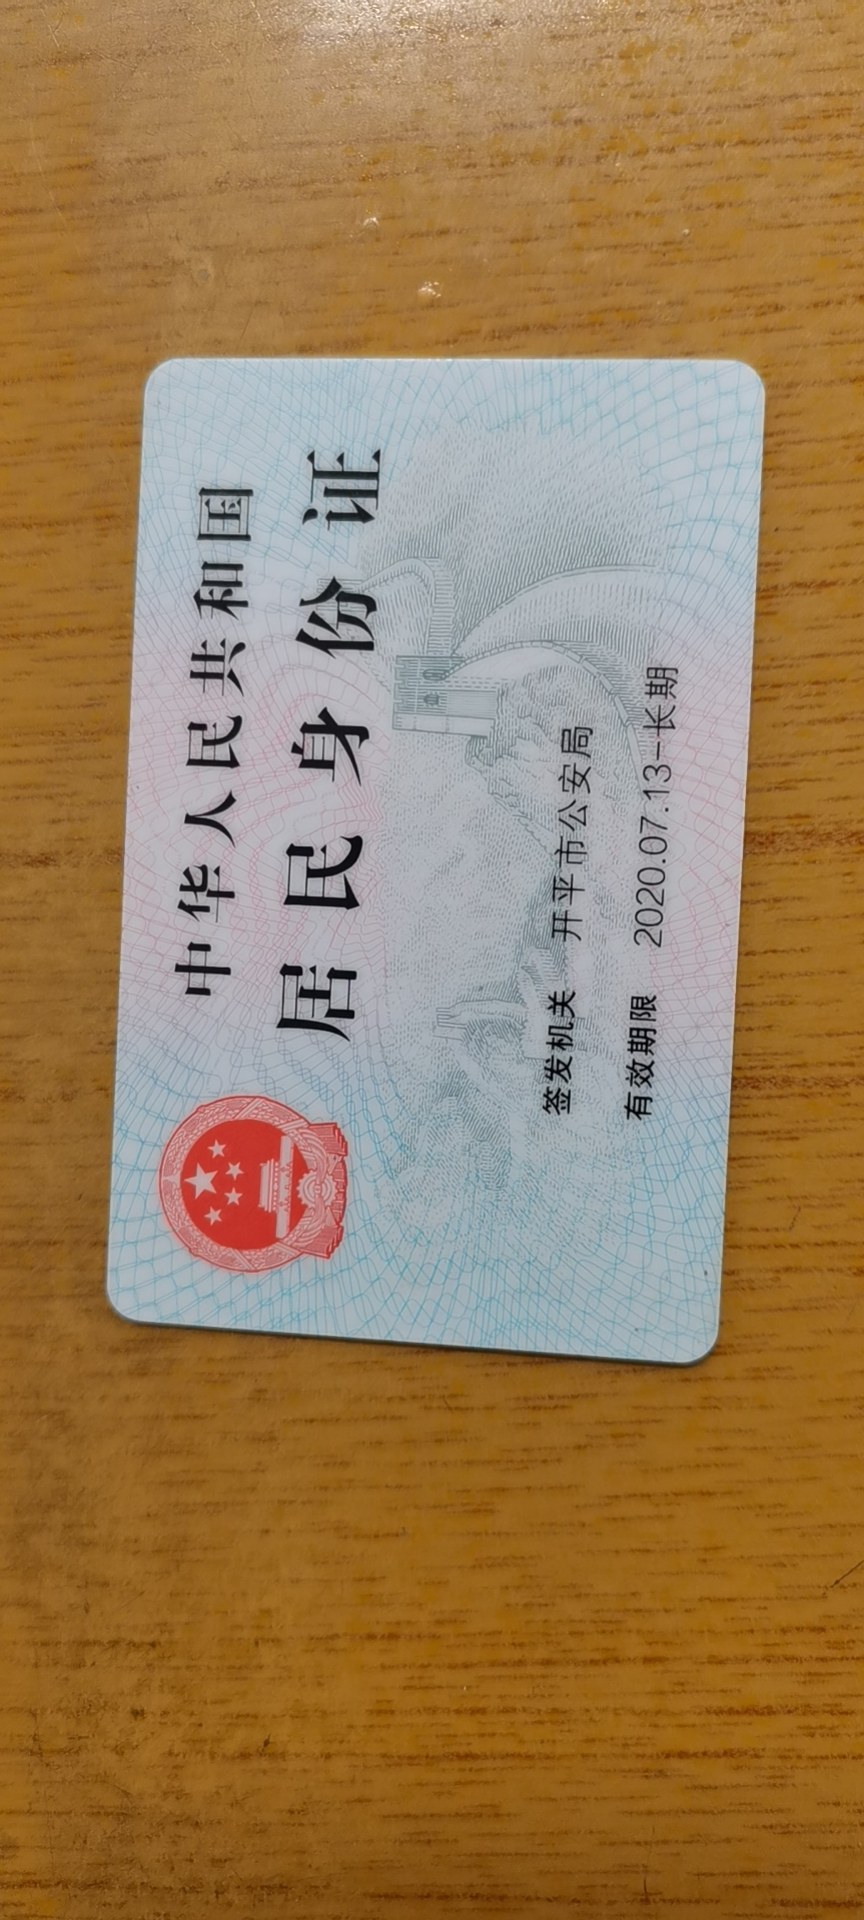 中华人民共和国
居民身份证
签发机关 开平市公安局
有效期限 2020.07.13-长期